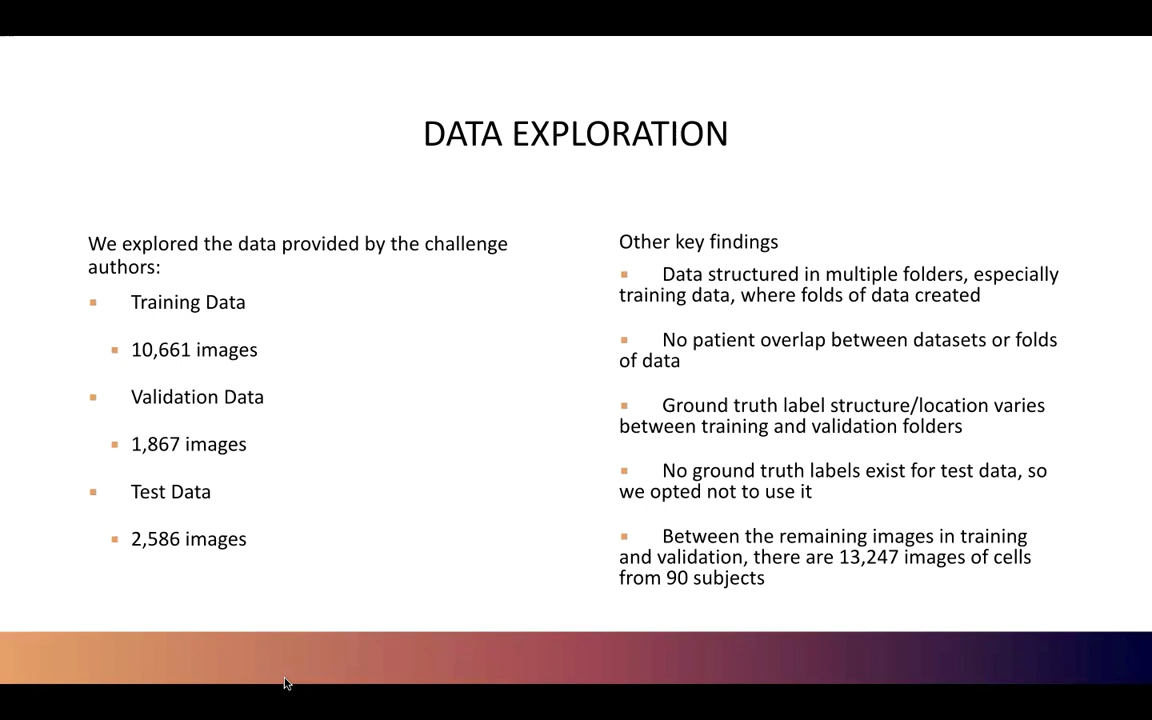 DATA EXPLORATION
We explored the data provided by the challenge
authors:
Training Data
10,661 images
Validation Data
1,867 images
Test Data
2,586 images
Other key findings
Data structured in multiple folders, especially
training data, where folds of data created
No patient overlap between datasets or folds
of data
Ground truth label structure/location varies
between training and validation folders
No ground truth labels exist for test data, so
we opted not to use it
Between the remaining images in training
and validation, there are 13,247 images of cells
from 90 subjects